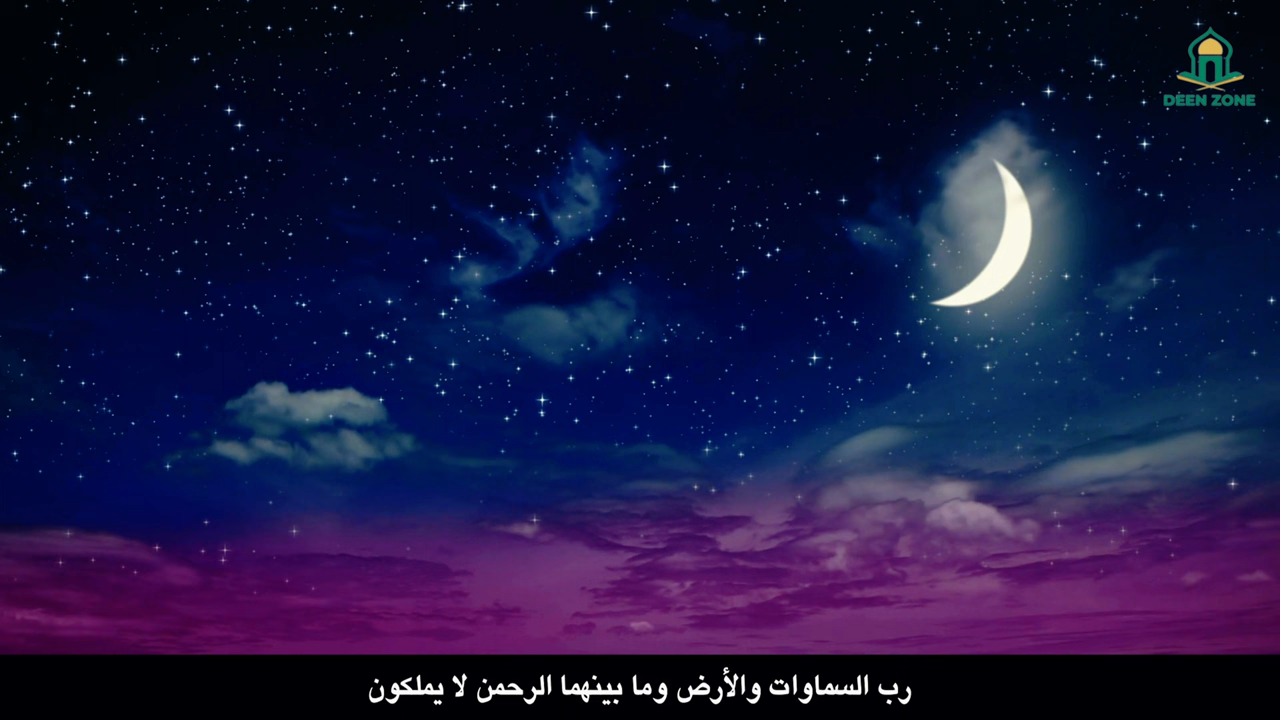 DEEN ZONE
رب السماوات والأرض وما بينهما الرحمن لا يملكون